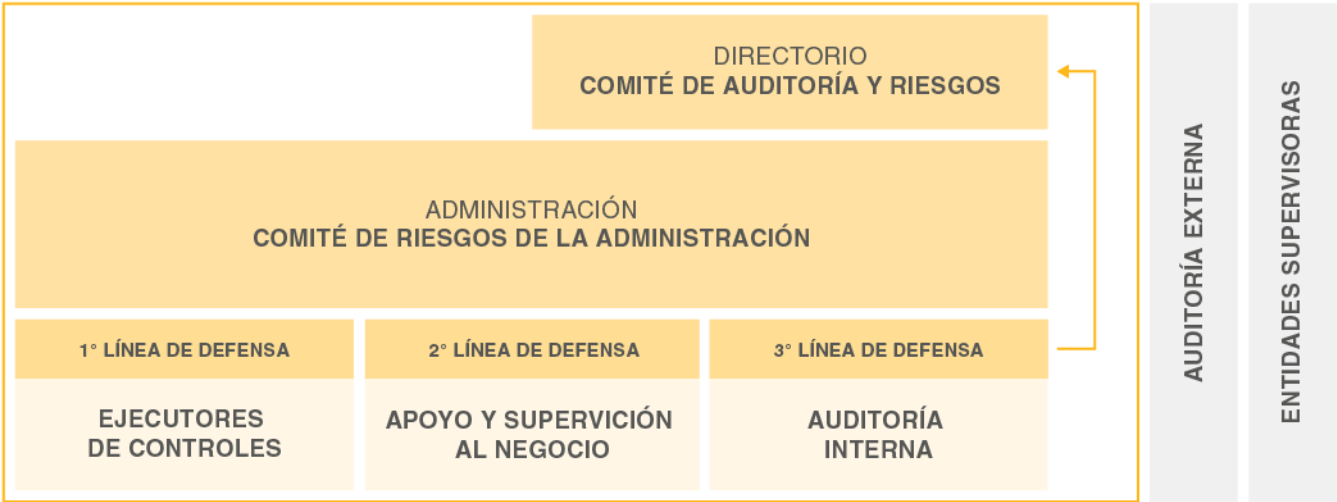 DIRECTORIO
COMITÉ DE AUDITORÍA Y RIESGOS
ADMINISTRACIÓN
COMITÉ DE RIESGOS DE LA ADMINISTRACIÓN
1° LÍNEA DE DEFENSA
EJECUTORES
DE CONTROLES
2° LÍNEA DE DEFENSA
APOYO Y SUPERVICIÓN
AL NEGOCIO
3° LÍNEA DE DEFENSA
AUDITORÍA
INTERNA
AUDITORÍA EXTERNA
ENTIDADES SUPERVISORAS